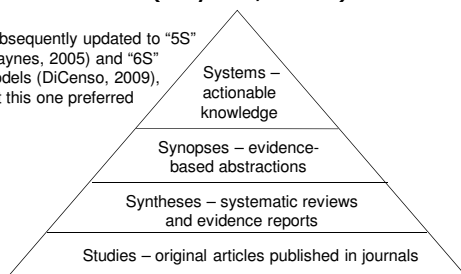 bsequently updated to “5S”
aynes, 2005) and “6S”
odels (DiCenso, 2009),
t this one preferred
Systems –
actionable
knowledge
Synopses – evidence-
based abstractions
Syntheses – systematic reviews
and evidence reports
Studies – original articles published in journals